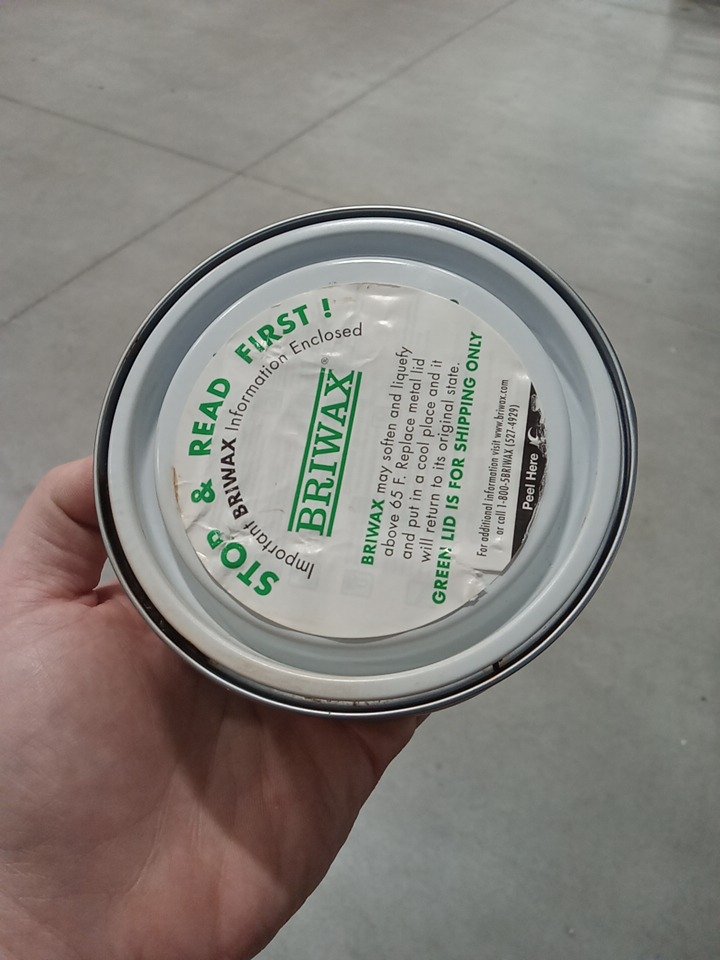 STOP & READ FIRST!
Important BRIWAX Information Enclosed
BRIWAX®
BRIWAX may soften and liquefy
above 65 F. Replace metal lid
and put in a cool place and it
will return to its original state.
GREEN LID IS FOR SHIPPING ONLY
For additional information visit www.briwax.com
or call 1-800-5BRIWAX (527-4929)
Peel Here